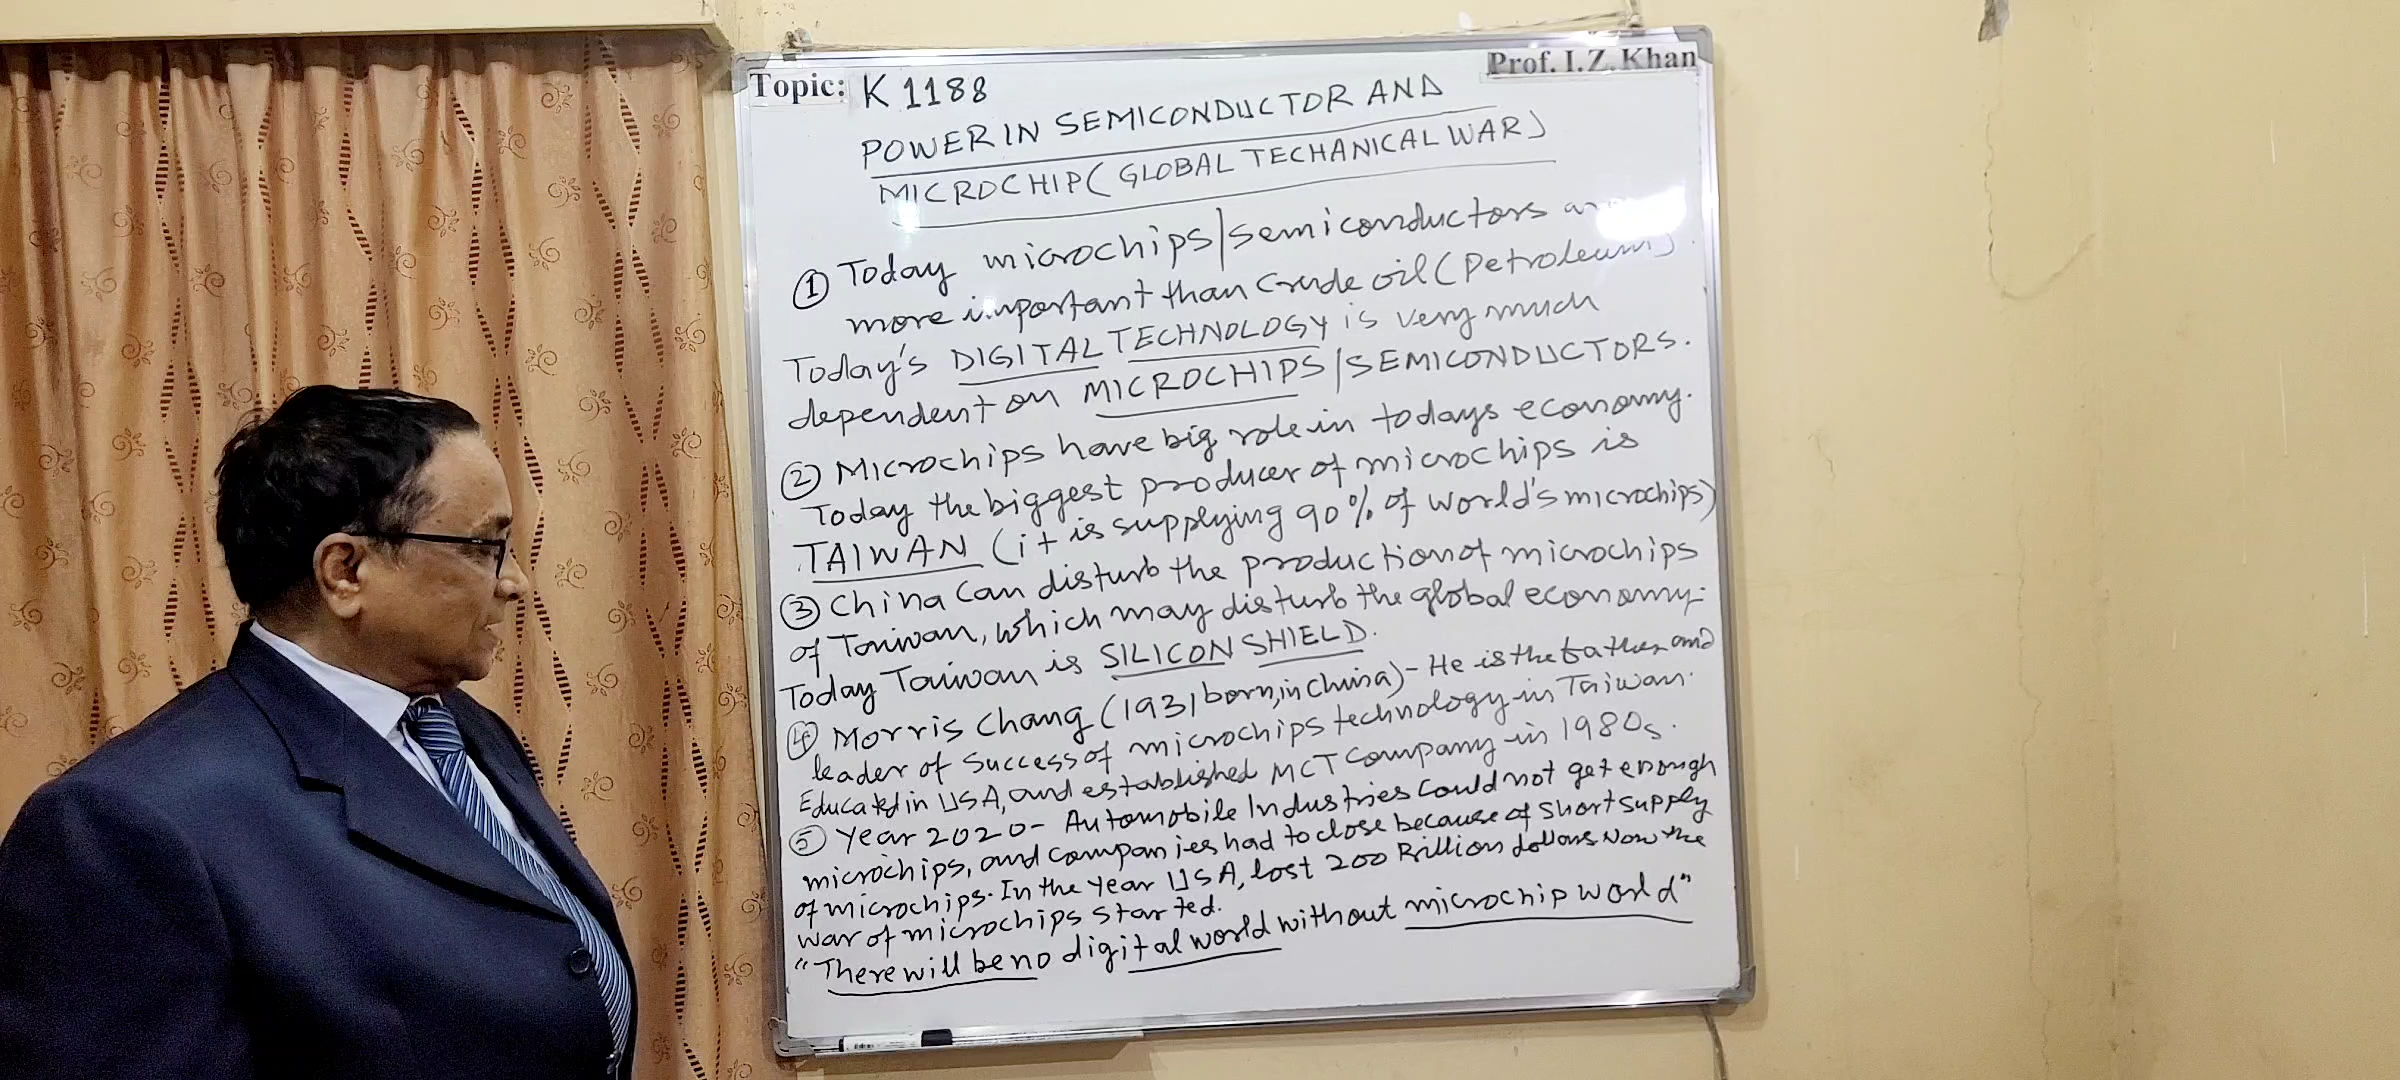 Topic: K 1188
Prof. I.Z. Khan
POWER IN SEMICONDUCTOR AND
MICROCHIP (GLOBAL TECHANICAL WAR)
① Today microchips/semiconductors are
more important than crude oil (Petroleum).
Today's DIGITAL TECHNOLOGY is very much
dependent on MICROCHIPS/SEMICONDUCTORS.
② Microchips have big role in todays economy.
Today the biggest producer of microchips is
TAIWAN (it is supplying 90% of world's microchips)
③ China can disturb the production of microchips
of Taiwan, which may disturb the global economy.
Today Taiwan is SILICON SHIELD.
④ Morris Chang (1931 born, in China) - He is the father and
leader of success of microchips technology in Taiwan.
Educated in USA, and established MCT Company in 1980s.
⑤ Year 2020 - Automobile Industries could not get enough
microchips, and companies had to close because of short supply
of microchips. In the year USA, lost 200 Billion dollars Now the
war of microchips started.
"There will be no digital world without microchip world"